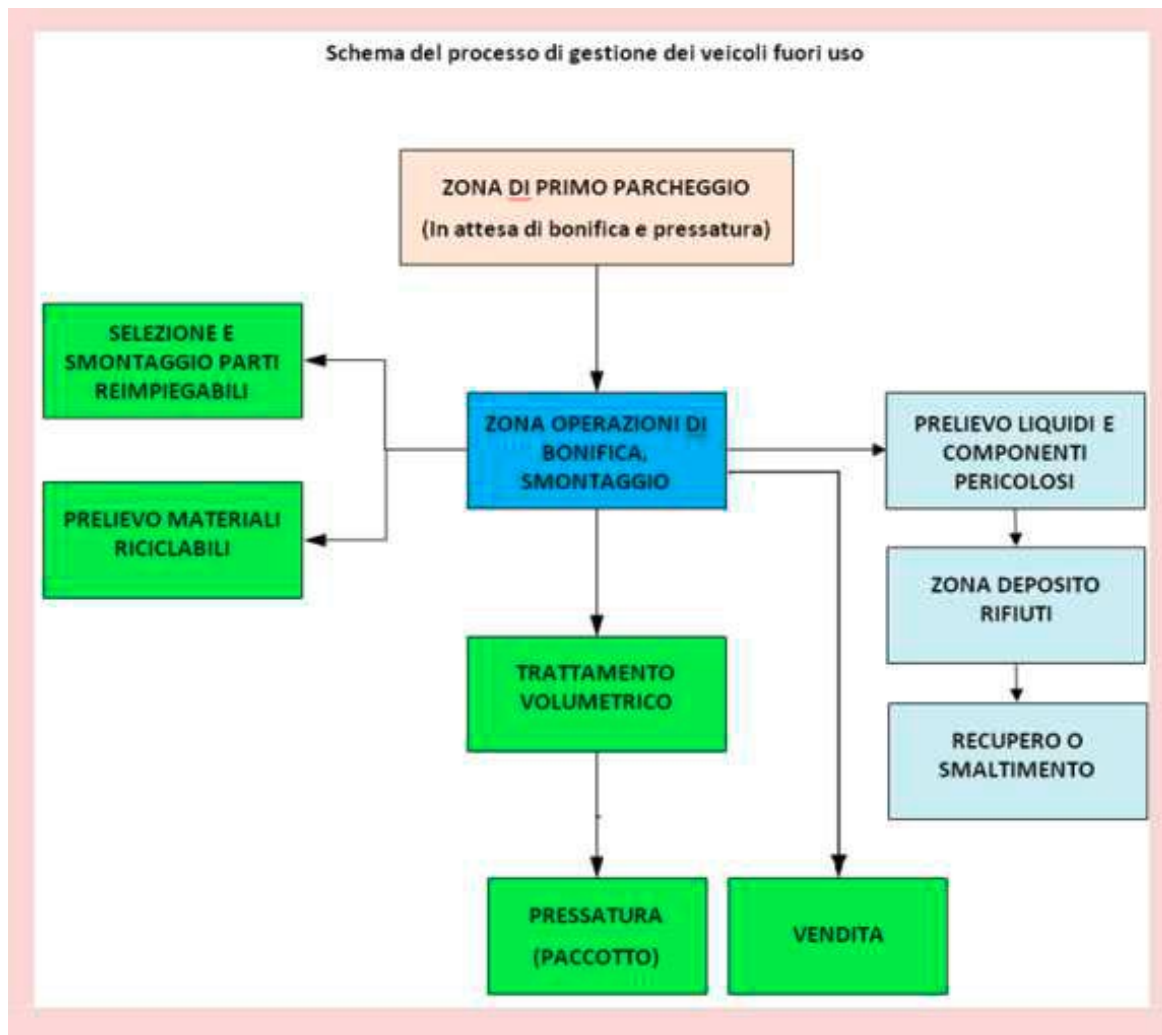 Schema del processo di gestione dei veicoli fuori uso
ZONA DI PRIMO PARCHEGGIO
(In attesa di bonifica e pressatura)
SELEZIONE E
SMONTAGGIO PARTI
REIMPIEGABILI
ZONA OPERAZIONI DI
BONIFICA,
SMONTAGGIO
PRELIEVO LIQUIDI E
COMPONENTI
PERICOLOSI
PRELIEVO MATERIALI
RICICLABILI
ZONA DEPOSITO
RIFIUTI
TRATTAMENTO
VOLUMETRICO
RECUPERO O
SMALTIMENTO
PRESSATURA
(PACCOTTO)
VENDITA